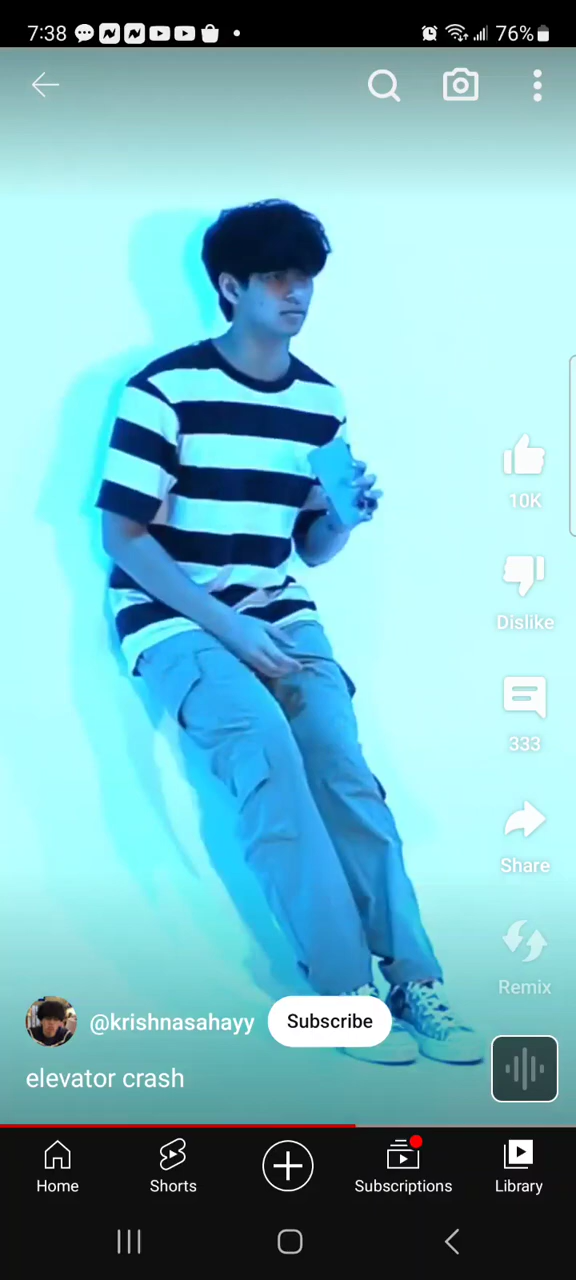 7:38
76%
10K
Dislike
333
Share
Remix
@krishnasahayy
Subscribe
elevator crash
Home
Shorts
Subscriptions
Library